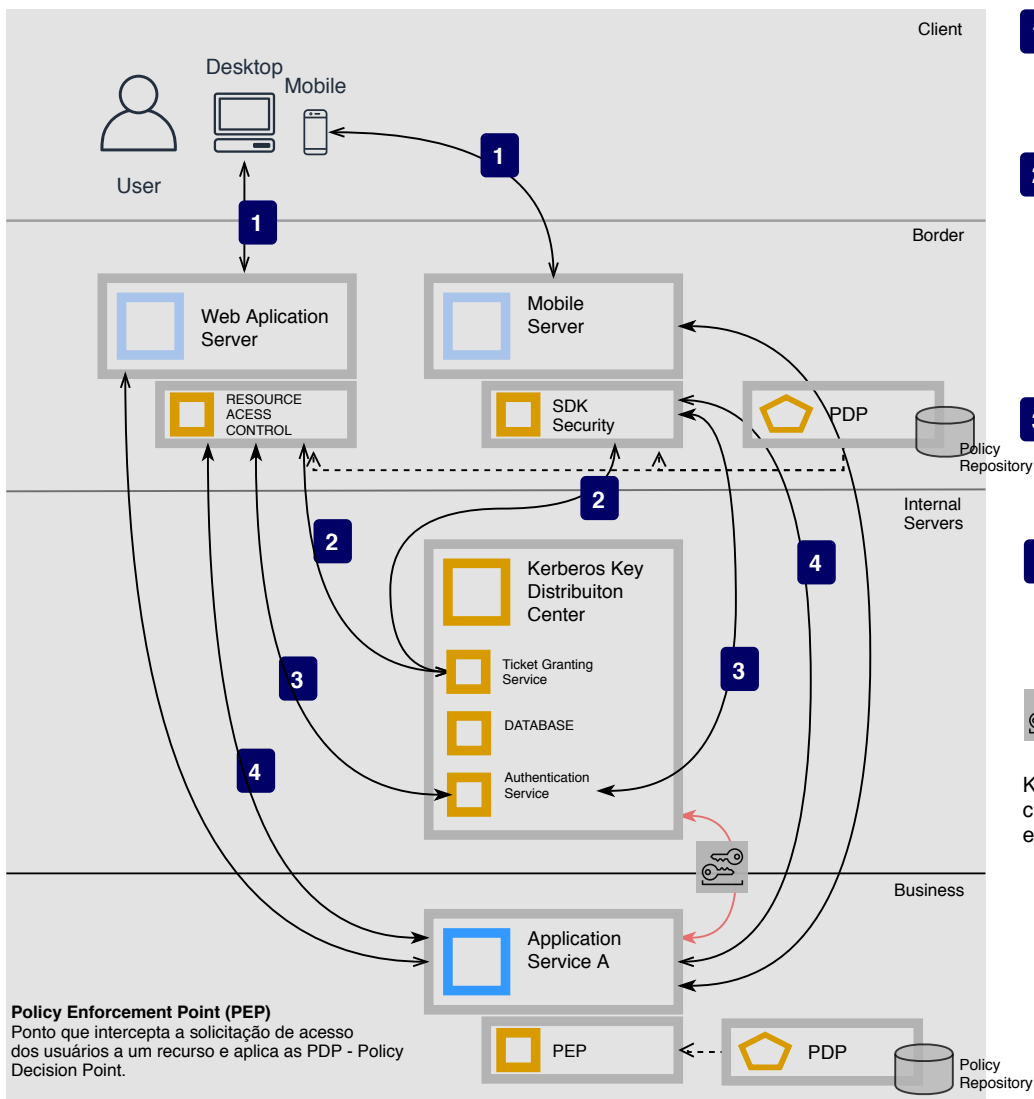 Client
Desktop
Mobile
User
1
1
Border
Web Aplication
Server
Mobile
Server
RESOURCE
ACESS
CONTROL
SDK
Security
PDP
Policy
Repository
Internal
Servers
2
2
Kerberos Key
Distribuiton
Center
4
Ticket Granting
Service
3
3
DATABASE
4
Authentication
Service
K
c
e
Business
Application
Service A
Policy Enforcement Point (PEP)
Ponto que intercepta a solicitação de acesso
dos usuários a um recurso e aplica as PDP - Policy
Decision Point.
PEP
PDP
Policy
Repository